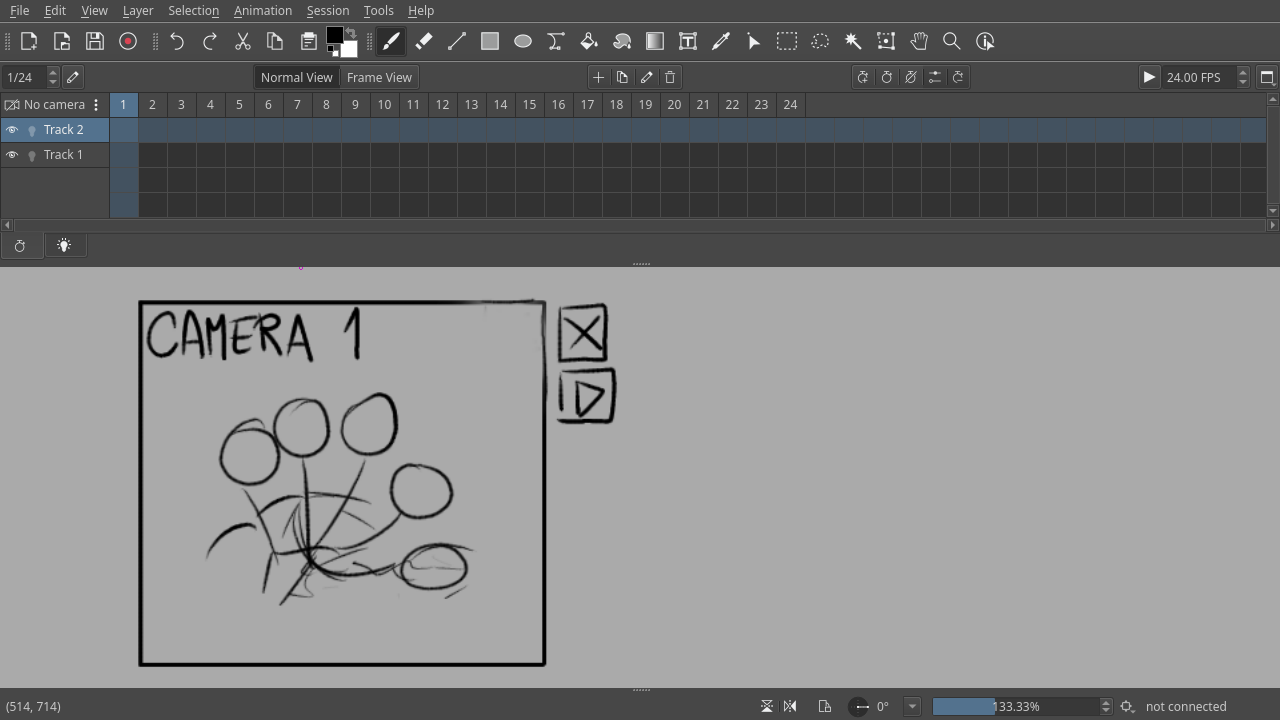 File Edit View Layer Selection Animation Session Tools Help
1/24 Normal View Frame View 24.00 FPS
No camera 1 2 3 4 5 6 7 8 9 10 11 12 13 14 15 16 17 18 19 20 21 22 23 24
Track 2
Track 1
CAMERA 1
(514, 714) 0° 133.33% not connected